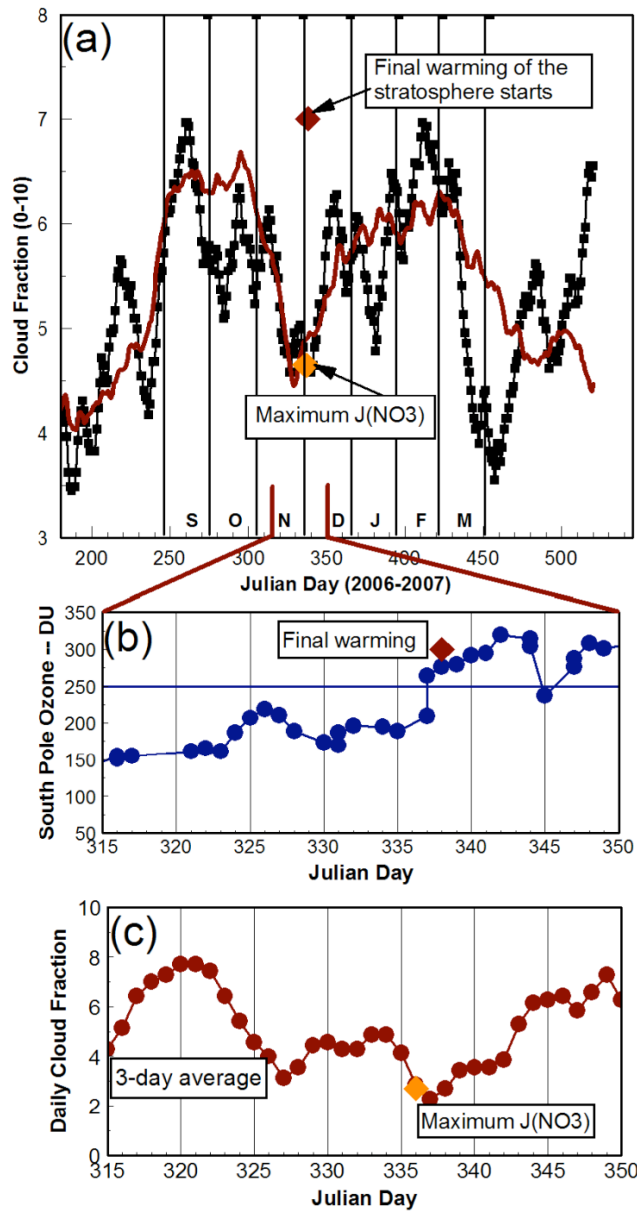 (a)
8
7
6
5
4
3
Cloud Fraction (0-10)
Final warming of the
stratosphere starts
Maximum J(NO3)
S O N D J F M
200 250 300 350 400 450 500
Julian Day (2006-2007)
(b)
350
300
250
200
150
100
50
South Pole Ozone -- DU
Final warming
315 320 325 330 335 340 345 350
Julian Day
(c)
10
8
6
4
2
0
Daily Cloud Fraction
3-day average
Maximum J(NO3)
315 320 325 330 335 340 345 350
Julian Day